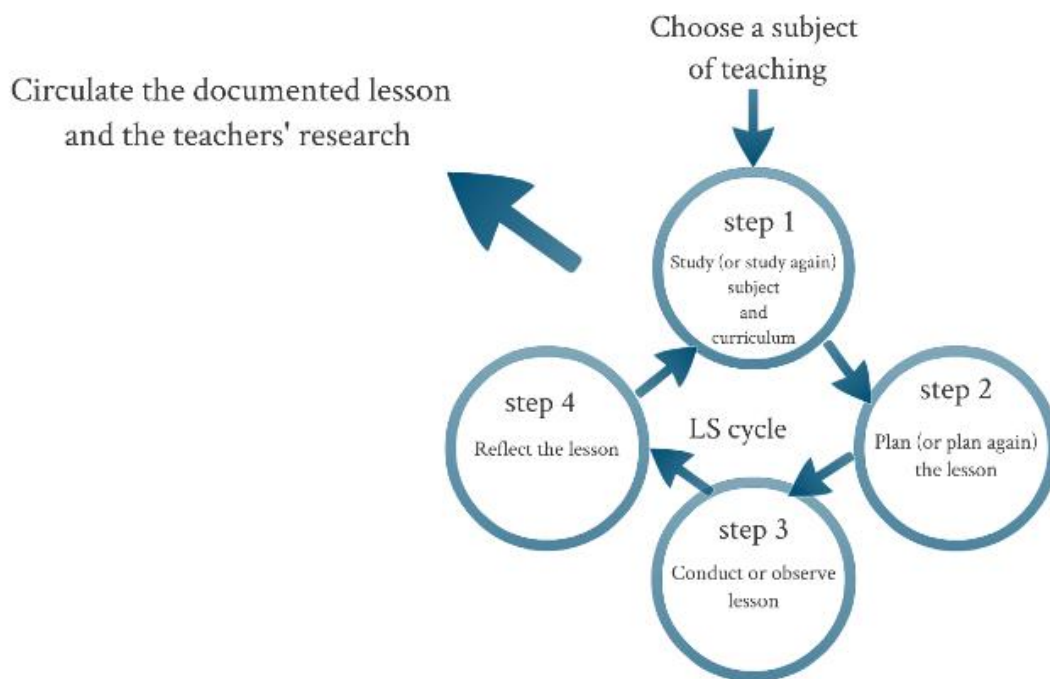 Choose a subject
of teaching
Circulate the documented lesson
and the teachers' research
step 1
Study (or study again)
subject
and
curriculum
step 2
Plan (or plan again)
the lesson
step 3
Conduct or observe
lesson
step 4
Reflect the lesson
LS cycle